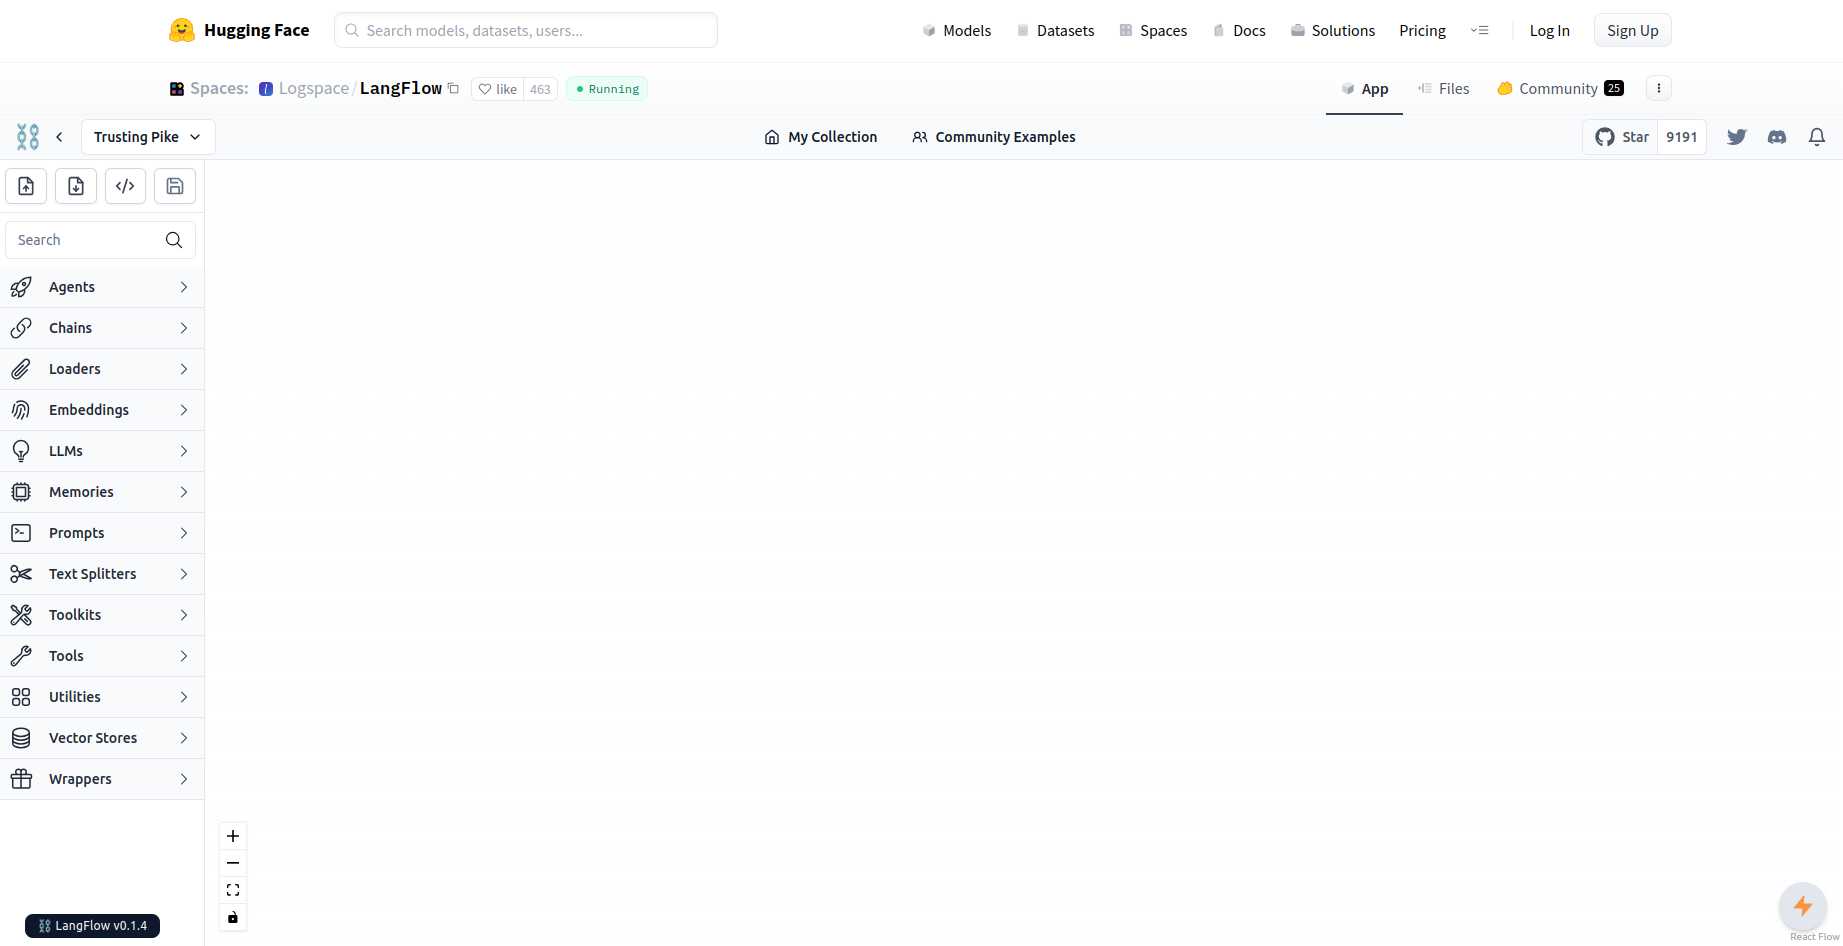 Hugging Face Search models, datasets, users... Models Datasets Spaces Docs Solutions Pricing Log In Sign Up
Spaces: Logspace/LangFlow like 463 Running App Files Community 25
Trusting Pike My Collection Community Examples Star 9191
Search
Agents
Chains
Loaders
Embeddings
LLMs
Memories
Prompts
Text Splitters
Toolkits
Tools
Utilities
Vector Stores
Wrappers
LangFlow v0.1.4
React Flow